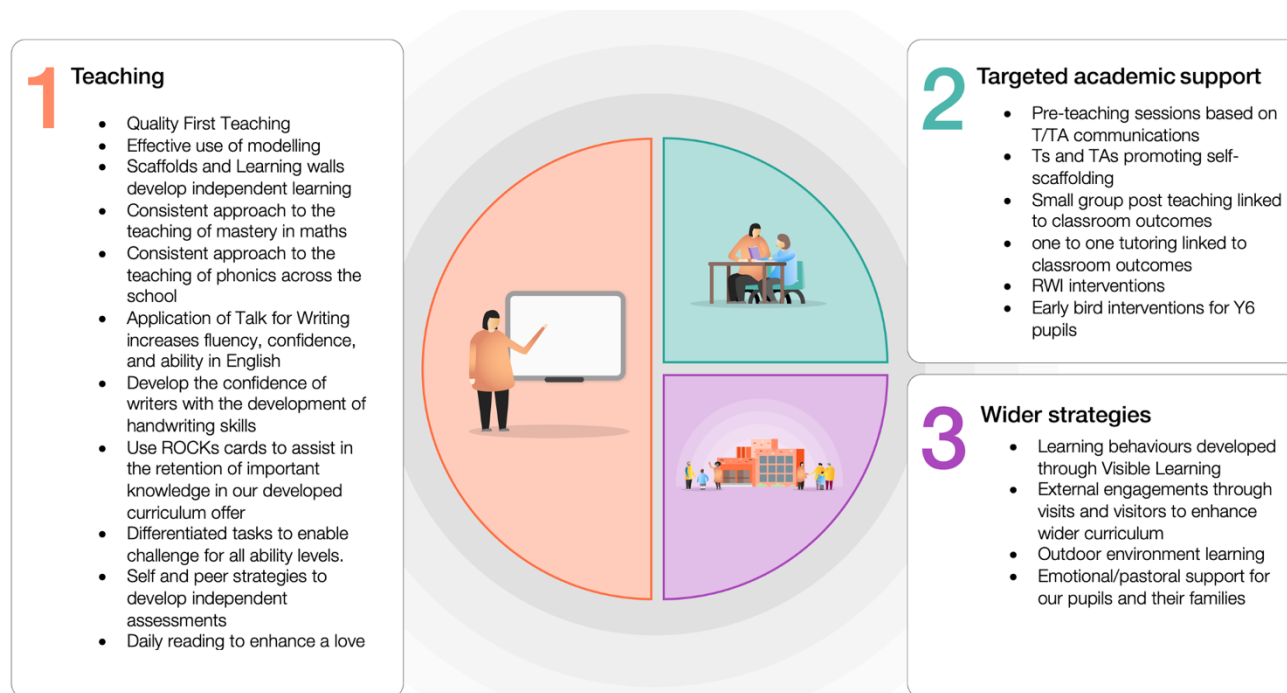 1 Teaching
• Quality First Teaching
• Effective use of modelling
• Scaffolds and Learning walls
develop independent learning
• Consistent approach to the
teaching of mastery in maths
• Consistent approach to the
teaching of phonics across the
school
• Application of Talk for Writing
increases fluency, confidence,
and ability in English
• Develop the confidence of
writers with the development of
handwriting skills
• Use ROCKs cards to assist in
the retention of important
knowledge in our developed
curriculum offer
• Differentiated tasks to enable
challenge for all ability levels.
• Self and peer strategies to
develop independent
assessments
• Daily reading to enhance a love
2 Targeted academic support
• Pre-teaching sessions based on
T/TA communications
• Ts and TAs promoting self-
scaffolding
• Small group post teaching linked
to classroom outcomes
• one to one tutoring linked to
classroom outcomes
• RWI interventions
• Early bird interventions for Y6
pupils
3 Wider strategies
• Learning behaviours developed
through Visible Learning
• External engagements through
visits and visitors to enhance
wider curriculum
• Outdoor environment learning
• Emotional/pastoral support for
our pupils and their families